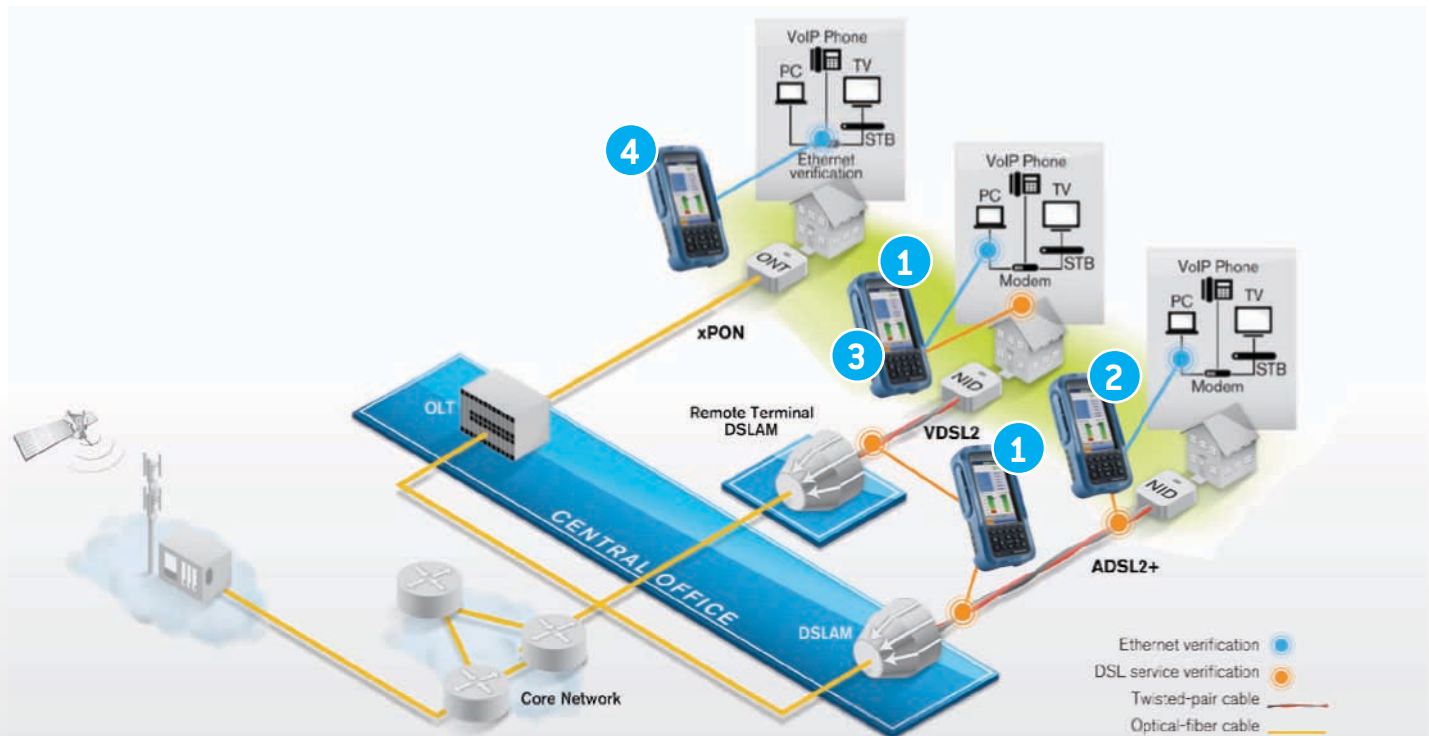 VoIP Phone
PC
TV
STB
Ethernet
verification
4
VoIP Phone
PC
TV
STB
Modem
1
3
VoIP Phone
PC
TV
STB
Modem
2
ONT
xPON
NID
VDSL2
OLT
Remote Terminal
DSLAM
1
NID
ADSL2+
CENTRAL OFFICE
DSLAM
Core Network
Ethernet verification
DSL service verification
Twisted-pair cable
Optical-fiber cable